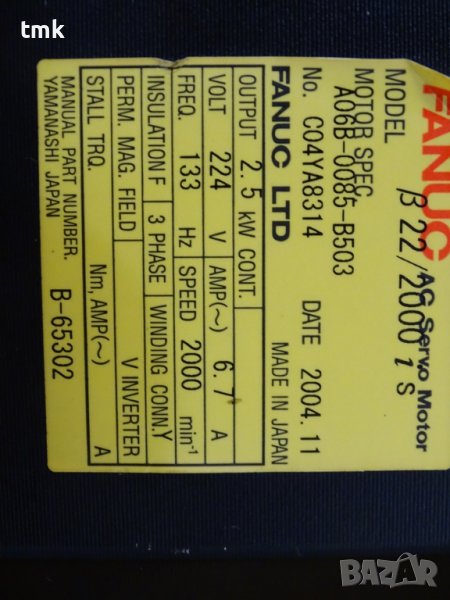 tmk
FANUC AC Servo Motor
MODEL β22/2000 i s
MOTOR SPEC.
A06B-0085-B503
No. C04YA8314 DATE 2004.11
FANUC LTD MADE IN JAPAN
OUTPUT 2.5 kW CONT.
VOLT 224 V AMP(~) 6.7 A
FREQ. 133 Hz SPEED 2000 min-1
INSULATION F 3 PHASE WINDING CONN.Y
PERM. MAG. FIELD V INVERTER
STALL TRQ. Nm, AMP(~) A
MANUAL PART NUMBER. B-65302
YAMANASHI JAPAN
BAZAR